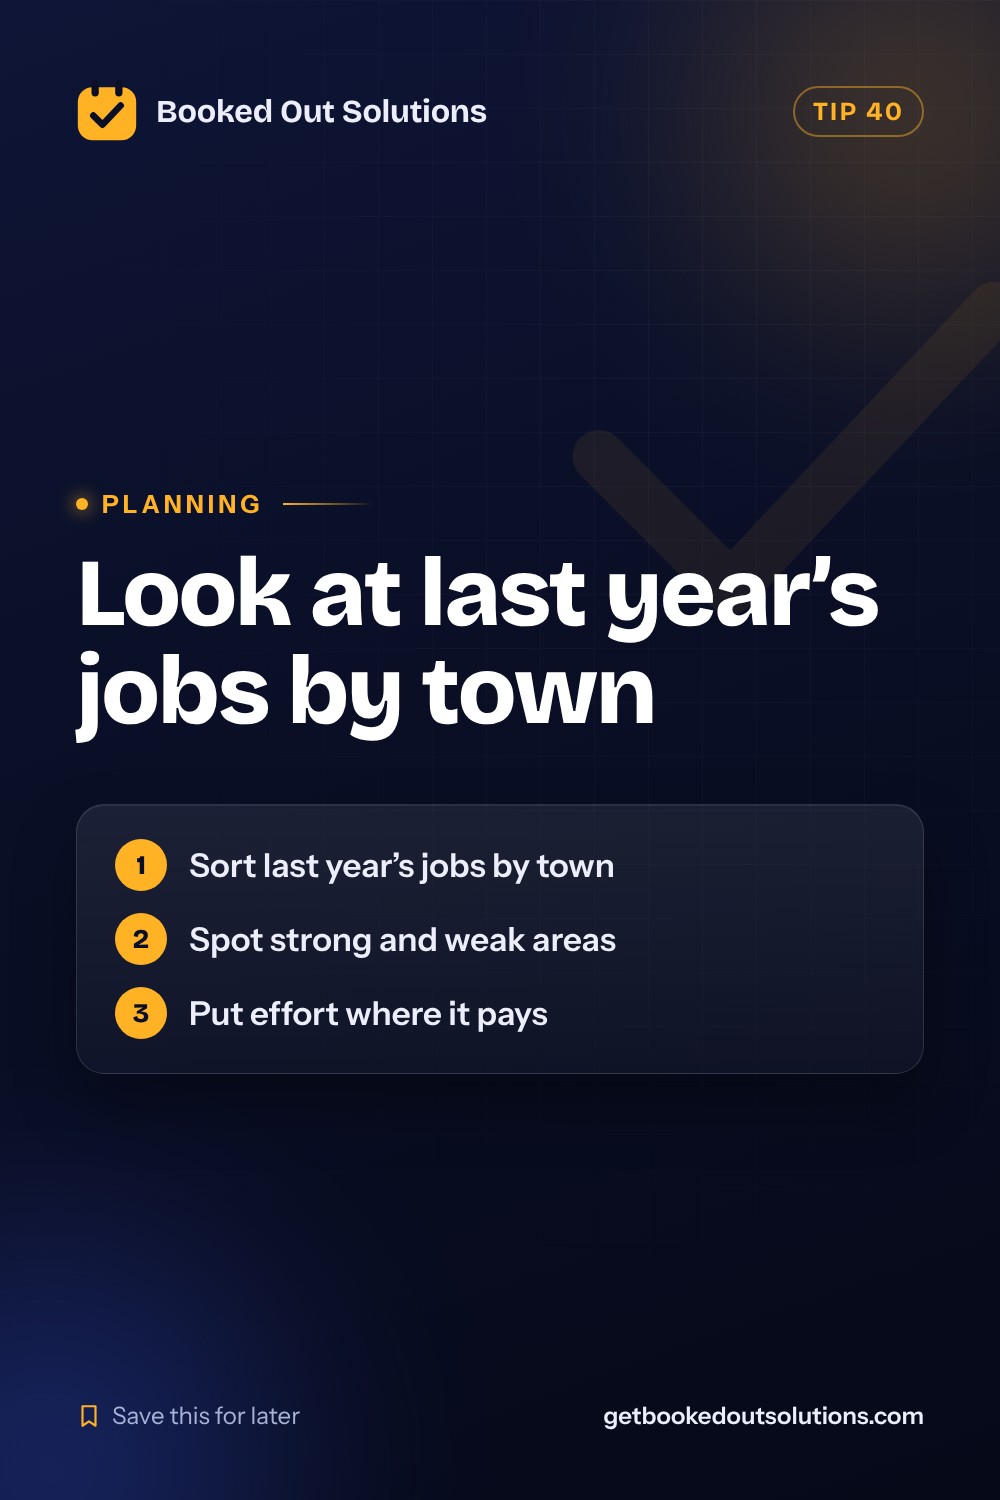 Booked Out Solutions
TIP 40
PLANNING
Look at last year’s
jobs by town
1 Sort last year’s jobs by town
2 Spot strong and weak areas
3 Put effort where it pays
Save this for later
getbookedoutsolutions.com